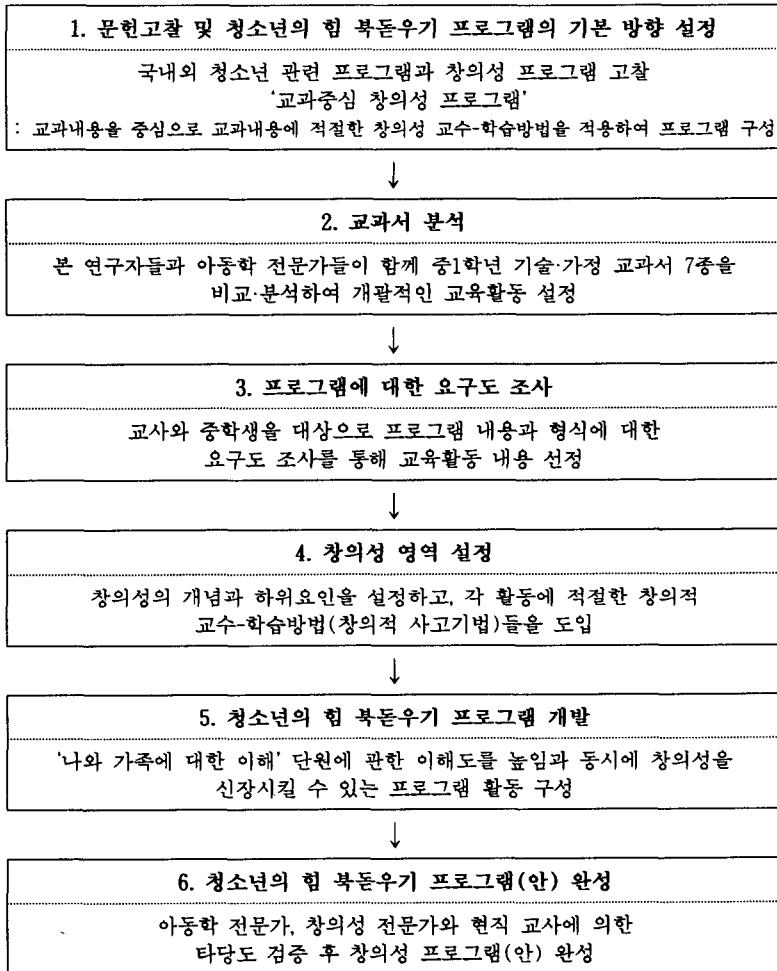 1. 문헌고찰 및 청소년의 힘 북돋우기 프로그램의 기본 방향 설정
국내외 청소년 관련 프로그램과 창의성 프로그램 고찰
'교과중심 창의성 프로그램'
: 교과내용을 중심으로 교과내용에 적절한 창의성 교수-학습방법을 적용하여 프로그램 구성
↓
2. 교과서 분석
본 연구자들과 아동학 전문가들이 함께 중1학년 기술·가정 교과서 7종을
비교·분석하여 개괄적인 교육활동 설정
↓
3. 프로그램에 대한 요구도 조사
교사와 중학생을 대상으로 프로그램 내용과 형식에 대한
요구도 조사를 통해 교육활동 내용 선정
↓
4. 창의성 영역 설정
창의성의 개념과 하위요인을 설정하고, 각 활동에 적절한 창의적
교수-학습방법(창의적 사고기법)들을 도입
↓
5. 청소년의 힘 북돋우기 프로그램 개발
'나와 가족에 대한 이해' 단원에 관한 이해도를 높임과 동시에 창의성을
신장시킬 수 있는 프로그램 활동 구성
↓
6. 청소년의 힘 북돋우기 프로그램(안) 완성
아동학 전문가, 창의성 전문가와 현직 교사에 의한
타당도 검증 후 창의성 프로그램(안) 완성